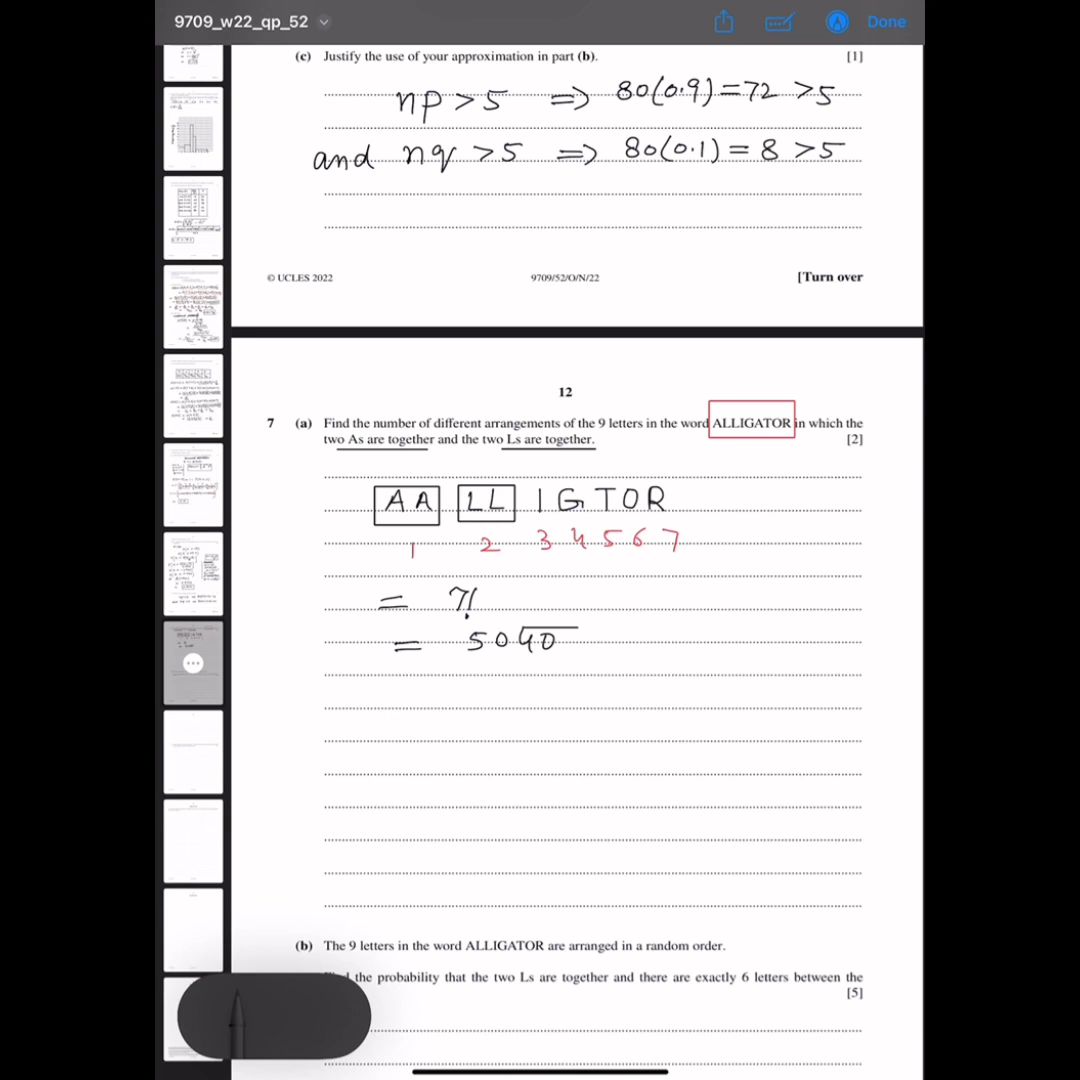 9709_w22_qp_52
Done
(c) Justify the use of your approximation in part (b). [1]
np > 5 ⇒ 80(0.9) = 72 > 5
and nq > 5 ⇒ 80(0.1) = 8 > 5
© UCLES 2022 9709/52/O/N/22 [Turn over
12
7 (a) Find the number of different arrangements of the 9 letters in the word ALLIGATOR in which the
two As are together and the two Ls are together. [2]
A A LL I G T O R
1 2 3 4 5 6 7
= 7!
= 5040
(b) The 9 letters in the word ALLIGATOR are arranged in a random order.
the probability that the two Ls are together and there are exactly 6 letters between the
[5]